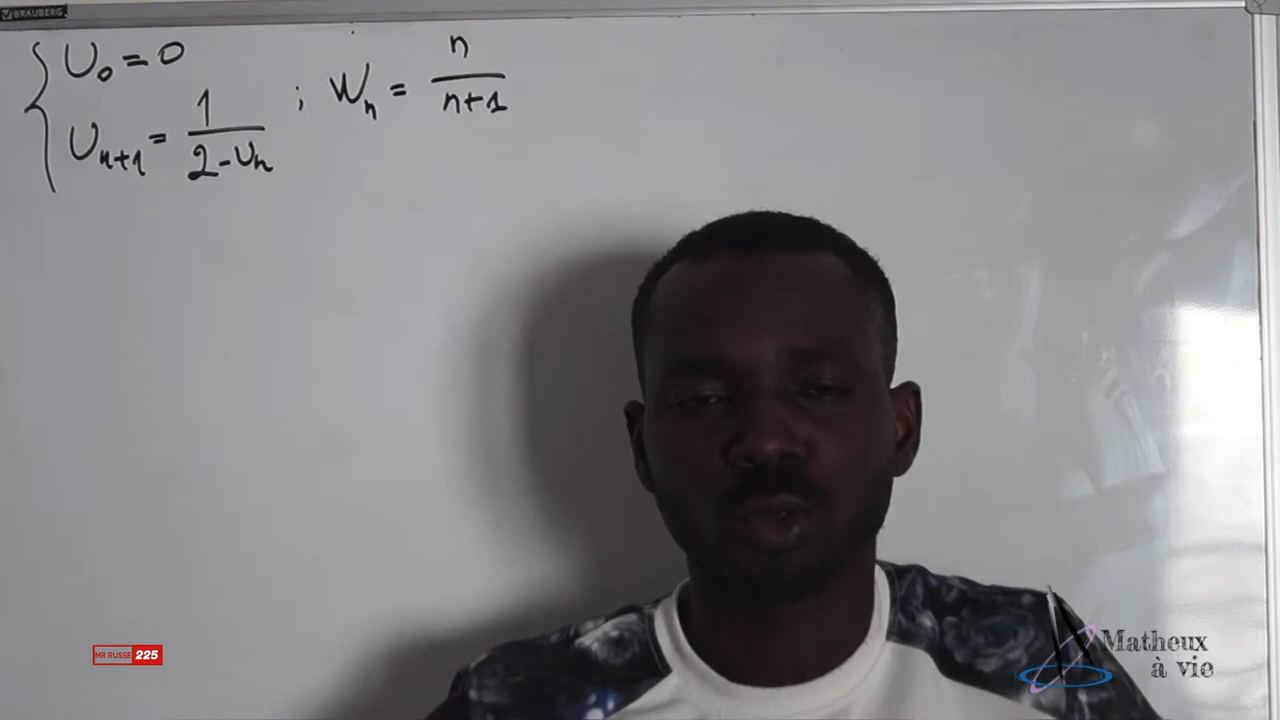 BRAUBERG
U₀ = 0
Uₙ₊₁ = 1/(2-Uₙ) ; Wₙ = n/(n+1)
MR RUSSE 225
Matheux
à vie